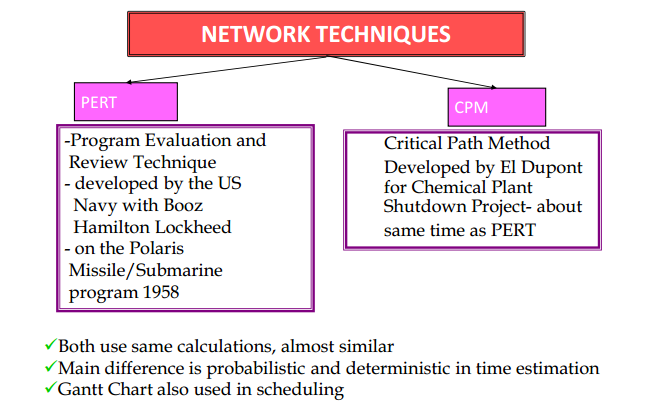 NETWORK TECHNIQUES
PERT
-Program Evaluation and
Review Technique
- developed by the US
Navy with Booz
Hamilton Lockheed
- on the Polaris
Missile/Submarine
program 1958
CPM
Critical Path Method
Developed by El Dupont
for Chemical Plant
Shutdown Project- about
same time as PERT
✓Both use same calculations, almost similar
✓Main difference is probabilistic and deterministic in time estimation
✓Gantt Chart also used in scheduling